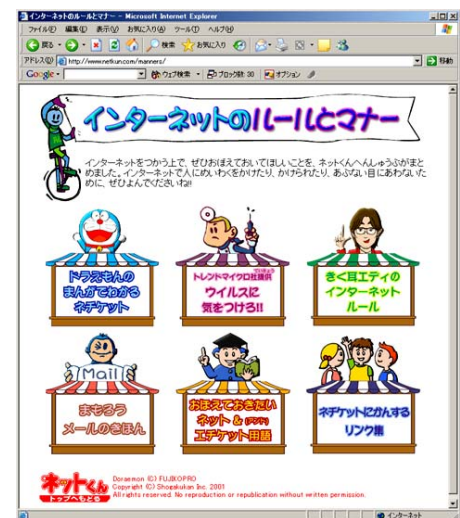 インターネットのルールとマナー - Microsoft Internet Explorer
ファイル(F) 編集(E) 表示(V) お気に入り(A) ツール(T) ヘルプ(H)
戻る 検索 お気に入り
アドレス(D) http://www.netkun.com/manners/ 移動
Google ウェブ検索 ブロック数: 30 オプション
インターネットのルールとマナー
インターネットをつかう上で、ぜひおぼえておいてほしいことを、ネットくんへんしゅうぶがまと
めました。インターネットで人にめいわくをかけたり、かけられたり、あぶない目にあわないた
めに、ぜひよんでくださいね!!
ドラえもんの
まんがでわかる
ネチケット
トレンドマイクロ社提供
ウイルスに
気をつけろ!!
きく耳エティの
インターネット
ルール
Mail
まもろう
メールのきほん
おぼえておきたい
ネット&
エチケット用語
ネチケットにかんする
リンク集
ネットくん
トップへもどる
Doraemon (C) FUJIKOPRO
Copyright (C) Shogakukan Inc. 2001
All rights reserved. No reproduction or republication without written permission.
インターネット